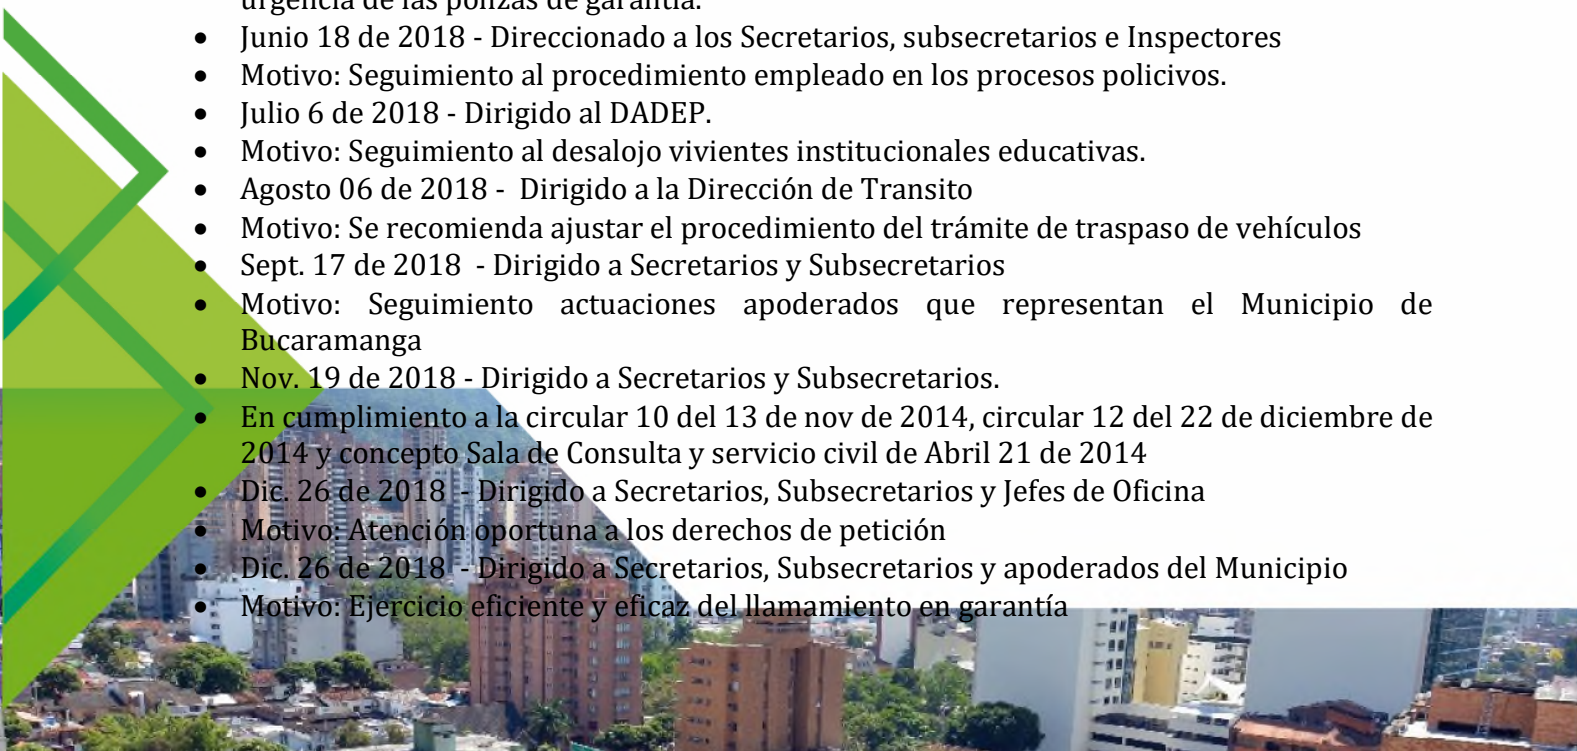 urgencia de las pólizas de garantía.
• Junio 18 de 2018 - Direccionado a los Secretarios, subsecretarios e Inspectores
• Motivo: Seguimiento al procedimiento empleado en los procesos policivos.
• Julio 6 de 2018 - Dirigido al DADEP.
• Motivo: Seguimiento al desalojo vivientes institucionales educativas.
• Agosto 06 de 2018 - Dirigido a la Dirección de Transito
• Motivo: Se recomienda ajustar el procedimiento del trámite de traspaso de vehículos
• Sept. 17 de 2018 - Dirigido a Secretarios y Subsecretarios
• Motivo: Seguimiento actuaciones apoderados que representan el Municipio de
Bucaramanga
• Nov. 19 de 2018 - Dirigido a Secretarios y Subsecretarios.
• En cumplimiento a la circular 10 del 13 de nov de 2014, circular 12 del 22 de diciembre de
2014 y concepto Sala de Consulta y servicio civil de Abril 21 de 2014
• Dic. 26 de 2018 - Dirigido a Secretarios, Subsecretarios y Jefes de Oficina
• Motivo: Atención oportuna a los derechos de petición
• Dic. 26 de 2018 - Dirigido a Secretarios, Subsecretarios y apoderados del Municipio
• Motivo: Ejercicio eficiente y eficaz del llamamiento en garantía